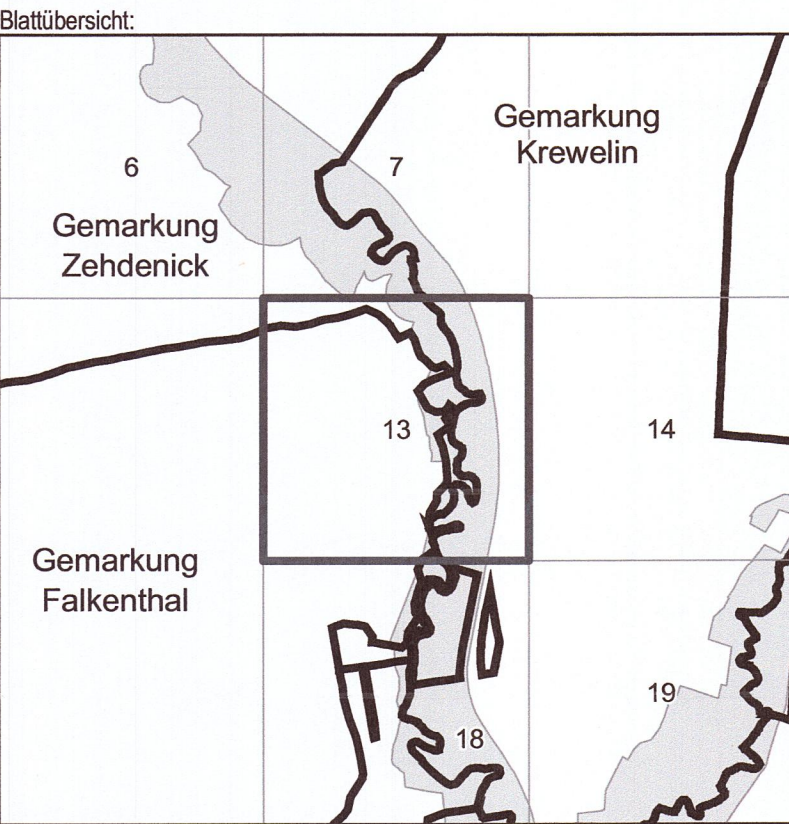 Blattübersicht:
Gemarkung
Krewelin
6
7
Gemarkung
Zehdenick
13
14
Gemarkung
Falkenthal
19
18